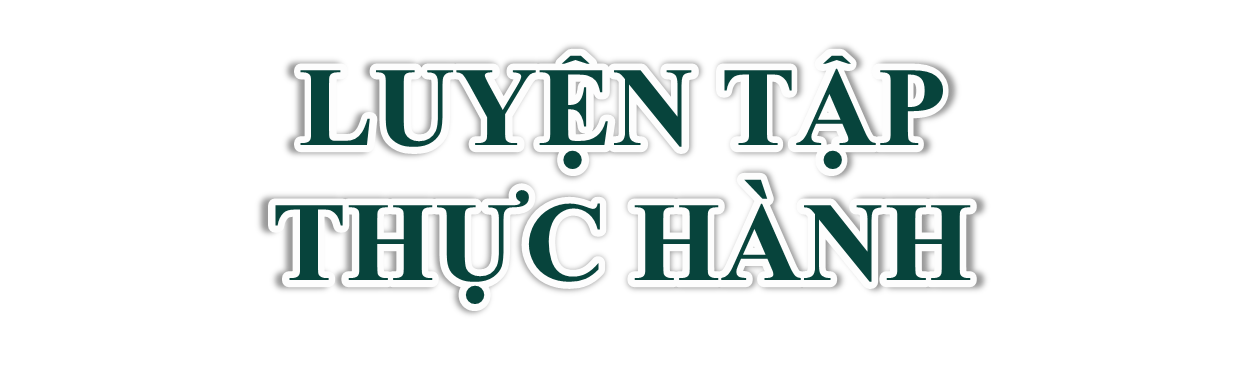 LUYỆN TẬP
THỰC HÀNH